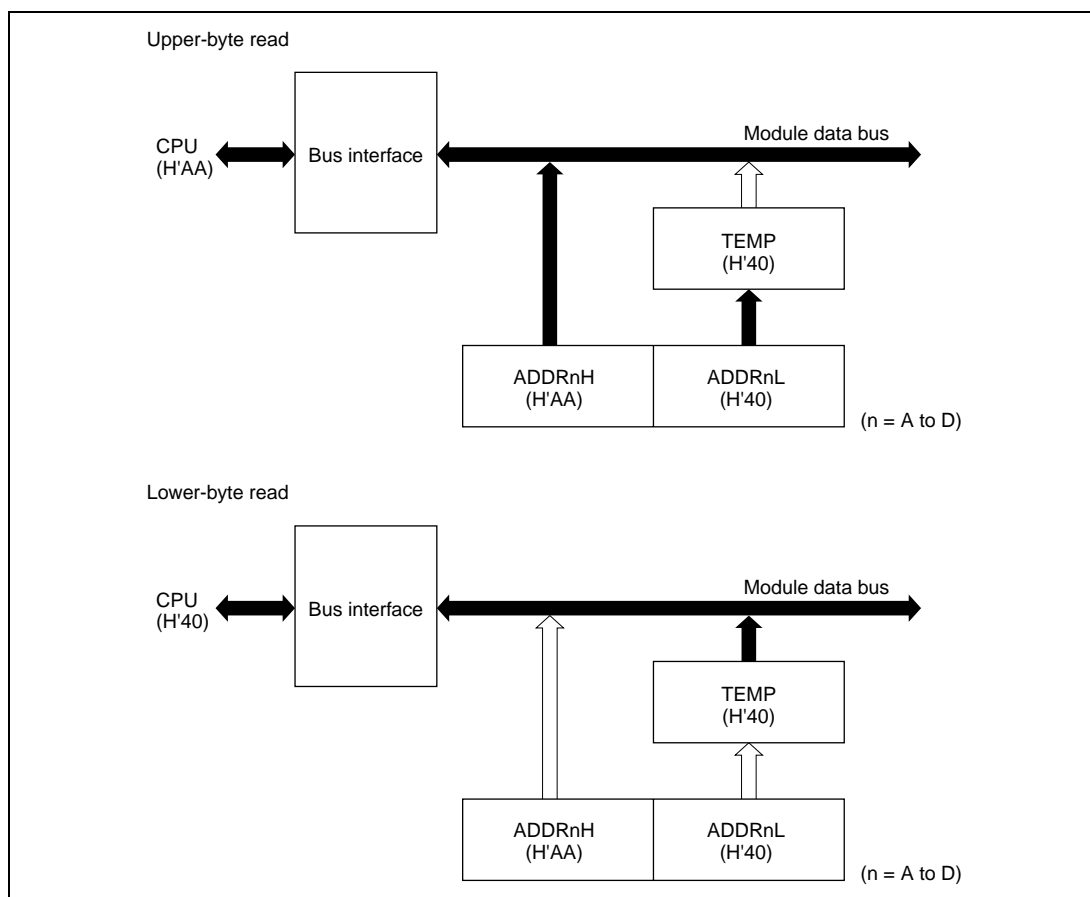 Upper-byte read
CPU
(H'AA)
Bus interface
Module data bus
TEMP
(H'40)
ADDRnH
(H'AA)
ADDRnL
(H'40)
(n = A to D)
Lower-byte read
CPU
(H'40)
Bus interface
Module data bus
TEMP
(H'40)
ADDRnH
(H'AA)
ADDRnL
(H'40)
(n = A to D)